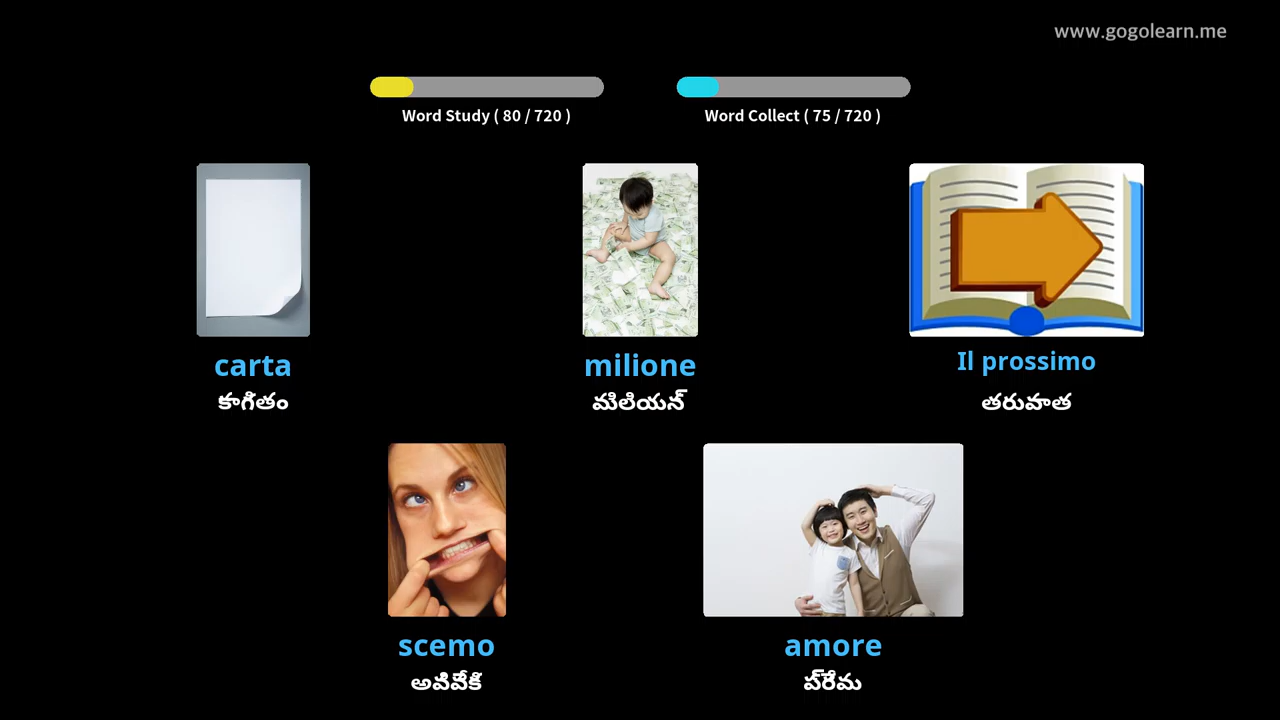 www.gogolearn.me
Word Study ( 80 / 720 )
Word Collect ( 75 / 720 )
carta
కాగితం
milione
మిలియన్
Il prossimo
తరువాత
scemo
అవివేకి
amore
ప్రేమ